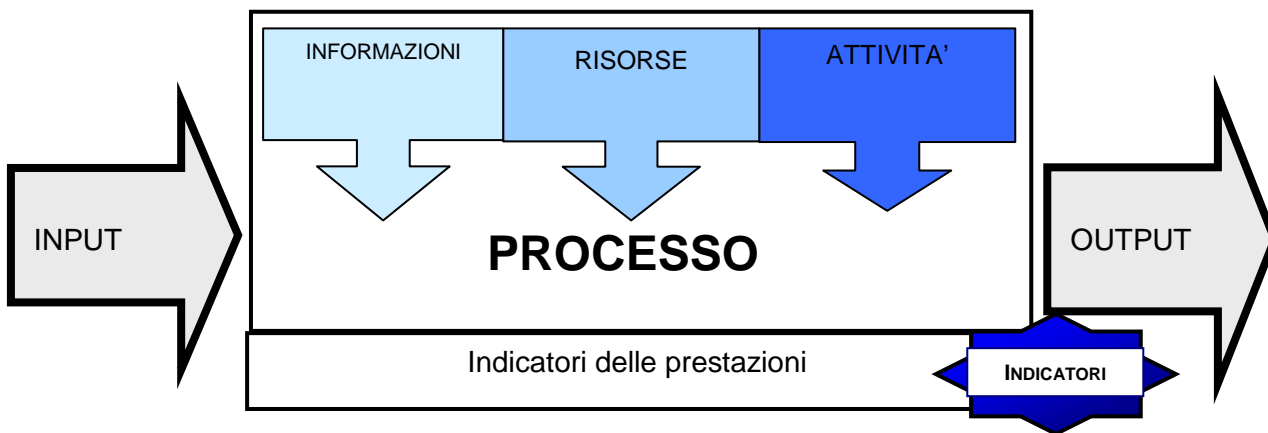 INFORMAZIONI
RISORSE
ATTIVITA’
INPUT
PROCESSO
OUTPUT
Indicatori delle prestazioni
INDICATORI